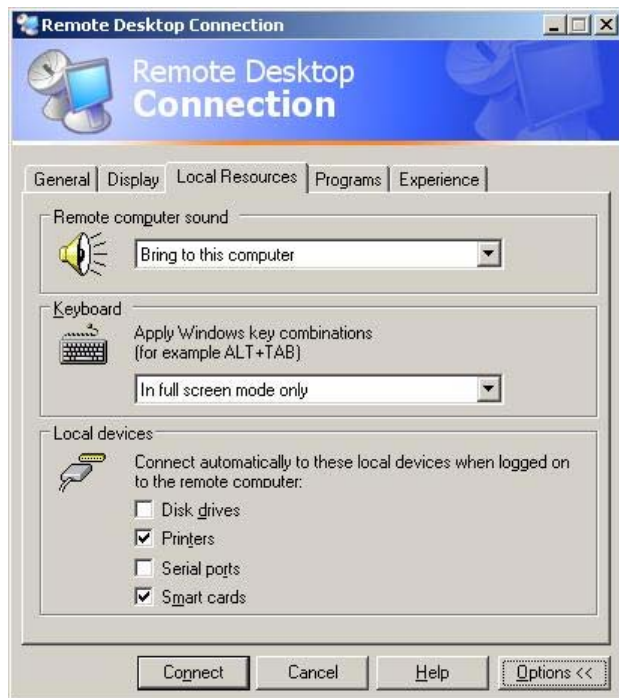 Remote Desktop Connection
Remote Desktop
Connection
General Display Local Resources Programs Experience
Remote computer sound
Bring to this computer
Keyboard
Apply Windows key combinations
(for example ALT+TAB)
In full screen mode only
Local devices
Connect automatically to these local devices when logged on
to the remote computer:
Disk drives
Printers
Serial ports
Smart cards
Connect Cancel Help Options <<